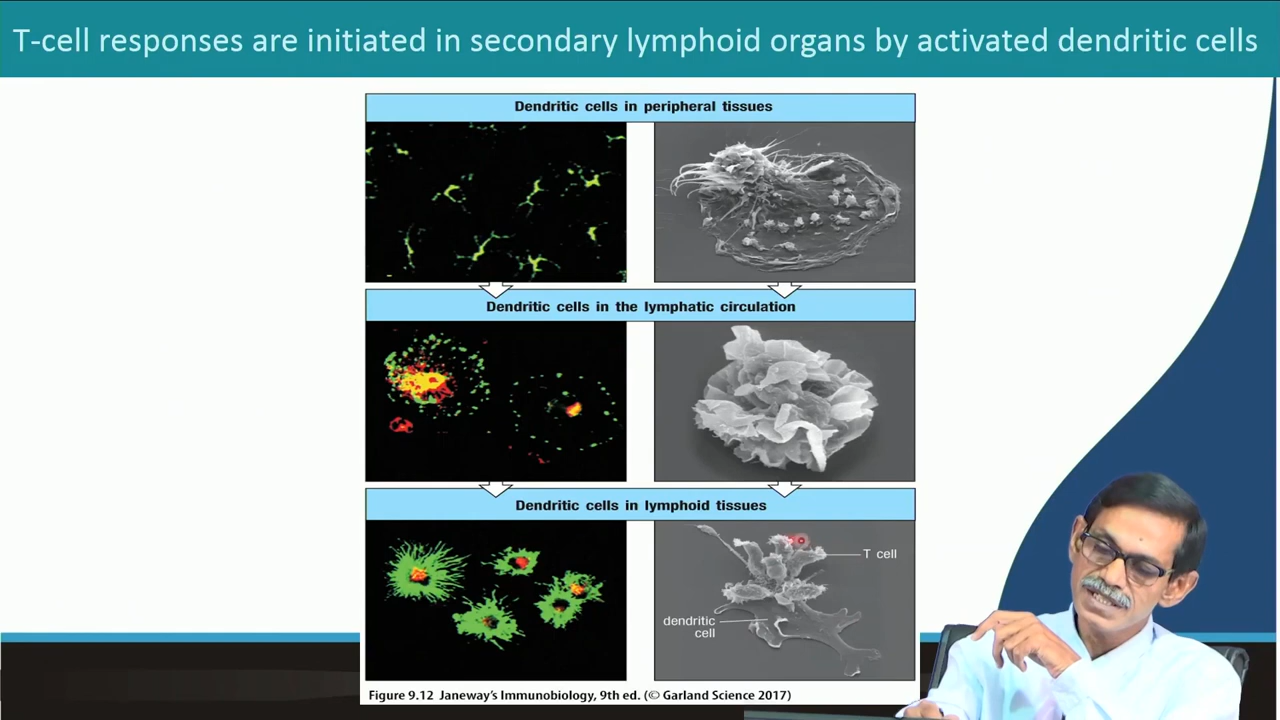 T-cell responses are initiated in secondary lymphoid organs by activated dendritic cells
Dendritic cells in peripheral tissues
Dendritic cells in the lymphatic circulation
Dendritic cells in lymphoid tissues
T cell
dendritic
cell
Figure 9.12 Janeway's Immunobiology, 9th ed. (© Garland Science 2017)